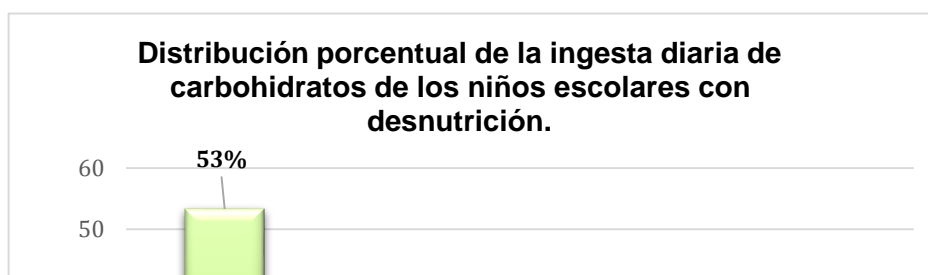 Distribución porcentual de la ingesta diaria de
carbohidratos de los niños escolares con
desnutrición.
53%
60
50